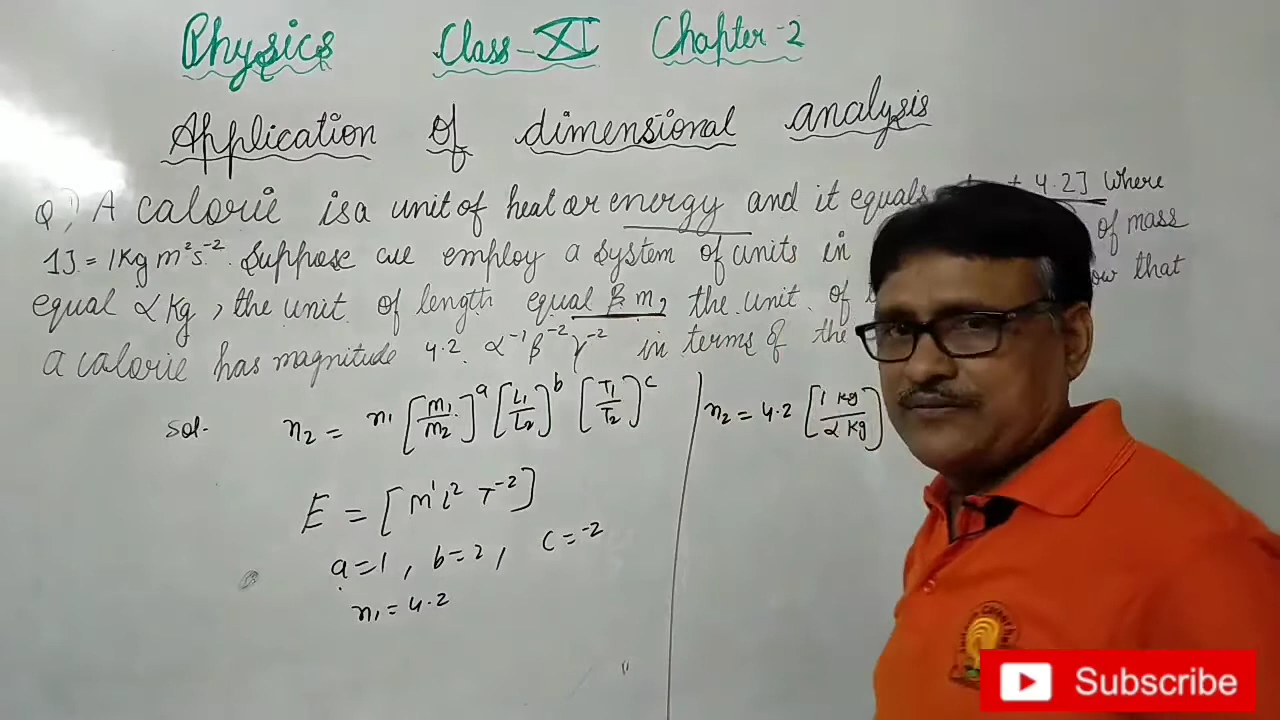 Physics Class-XI Chapter-2
Application of dimensional analysis
Q.) A calorie is a unit of heat or energy and it equals 4.2J where
1J = 1Kg m²s⁻². Suppose we employ a system of units in of mass
equal α Kg, the unit of length equal β m, the unit of that
a calorie has magnitude 4.2 α⁻¹ β⁻² γ⁻² in terms of the
Sol. n₂ = n₁ [M₁/M₂]ᵃ [L₁/L₂]ᵇ [T₁/T₂]ᶜ
n₂ = 4.2 [1 kg/α kg]
E = [M¹L²T⁻²]
a=1, b=2, c=-2
n₁ = 4.2
Subscribe